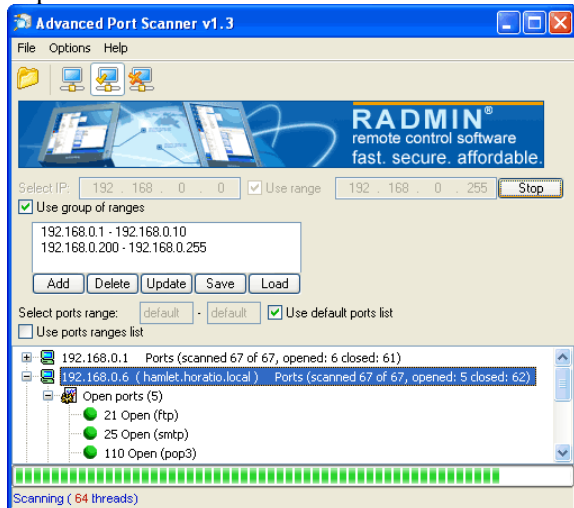 Advanced Port Scanner v1.3
File Options Help
RADMIN®
remote control software
fast. secure. affordable.
Select IP: 192 . 168 . 0 . 0 Use range 192 . 168 . 0 . 255 Stop
Use group of ranges
192.168.0.1 - 192.168.0.10
192.168.0.200 - 192.168.0.255
Add Delete Update Save Load
Select ports range: default - default Use default ports list
Use ports ranges list
192.168.0.1 Ports (scanned 67 of 67, opened: 6 closed: 61)
192.168.0.6 ( hamlet.horatio.local ) Ports (scanned 67 of 67, opened: 5 closed: 62)
Open ports (5)
21 Open (ftp)
25 Open (smtp)
110 Open (pop3)
Scanning ( 64 threads)